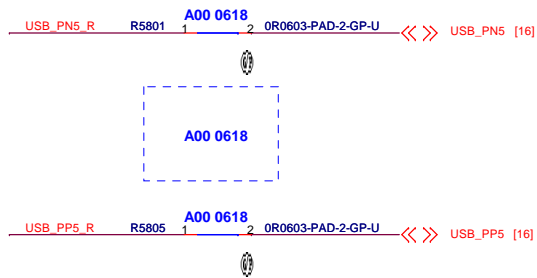 A00 0618
USB_PN5_R R5801 1 2 0R0603-PAD-2-GP-U USB_PN5 [16]
A00 0618
A00 0618
USB_PP5_R R5805 1 2 0R0603-PAD-2-GP-U USB_PP5 [16]